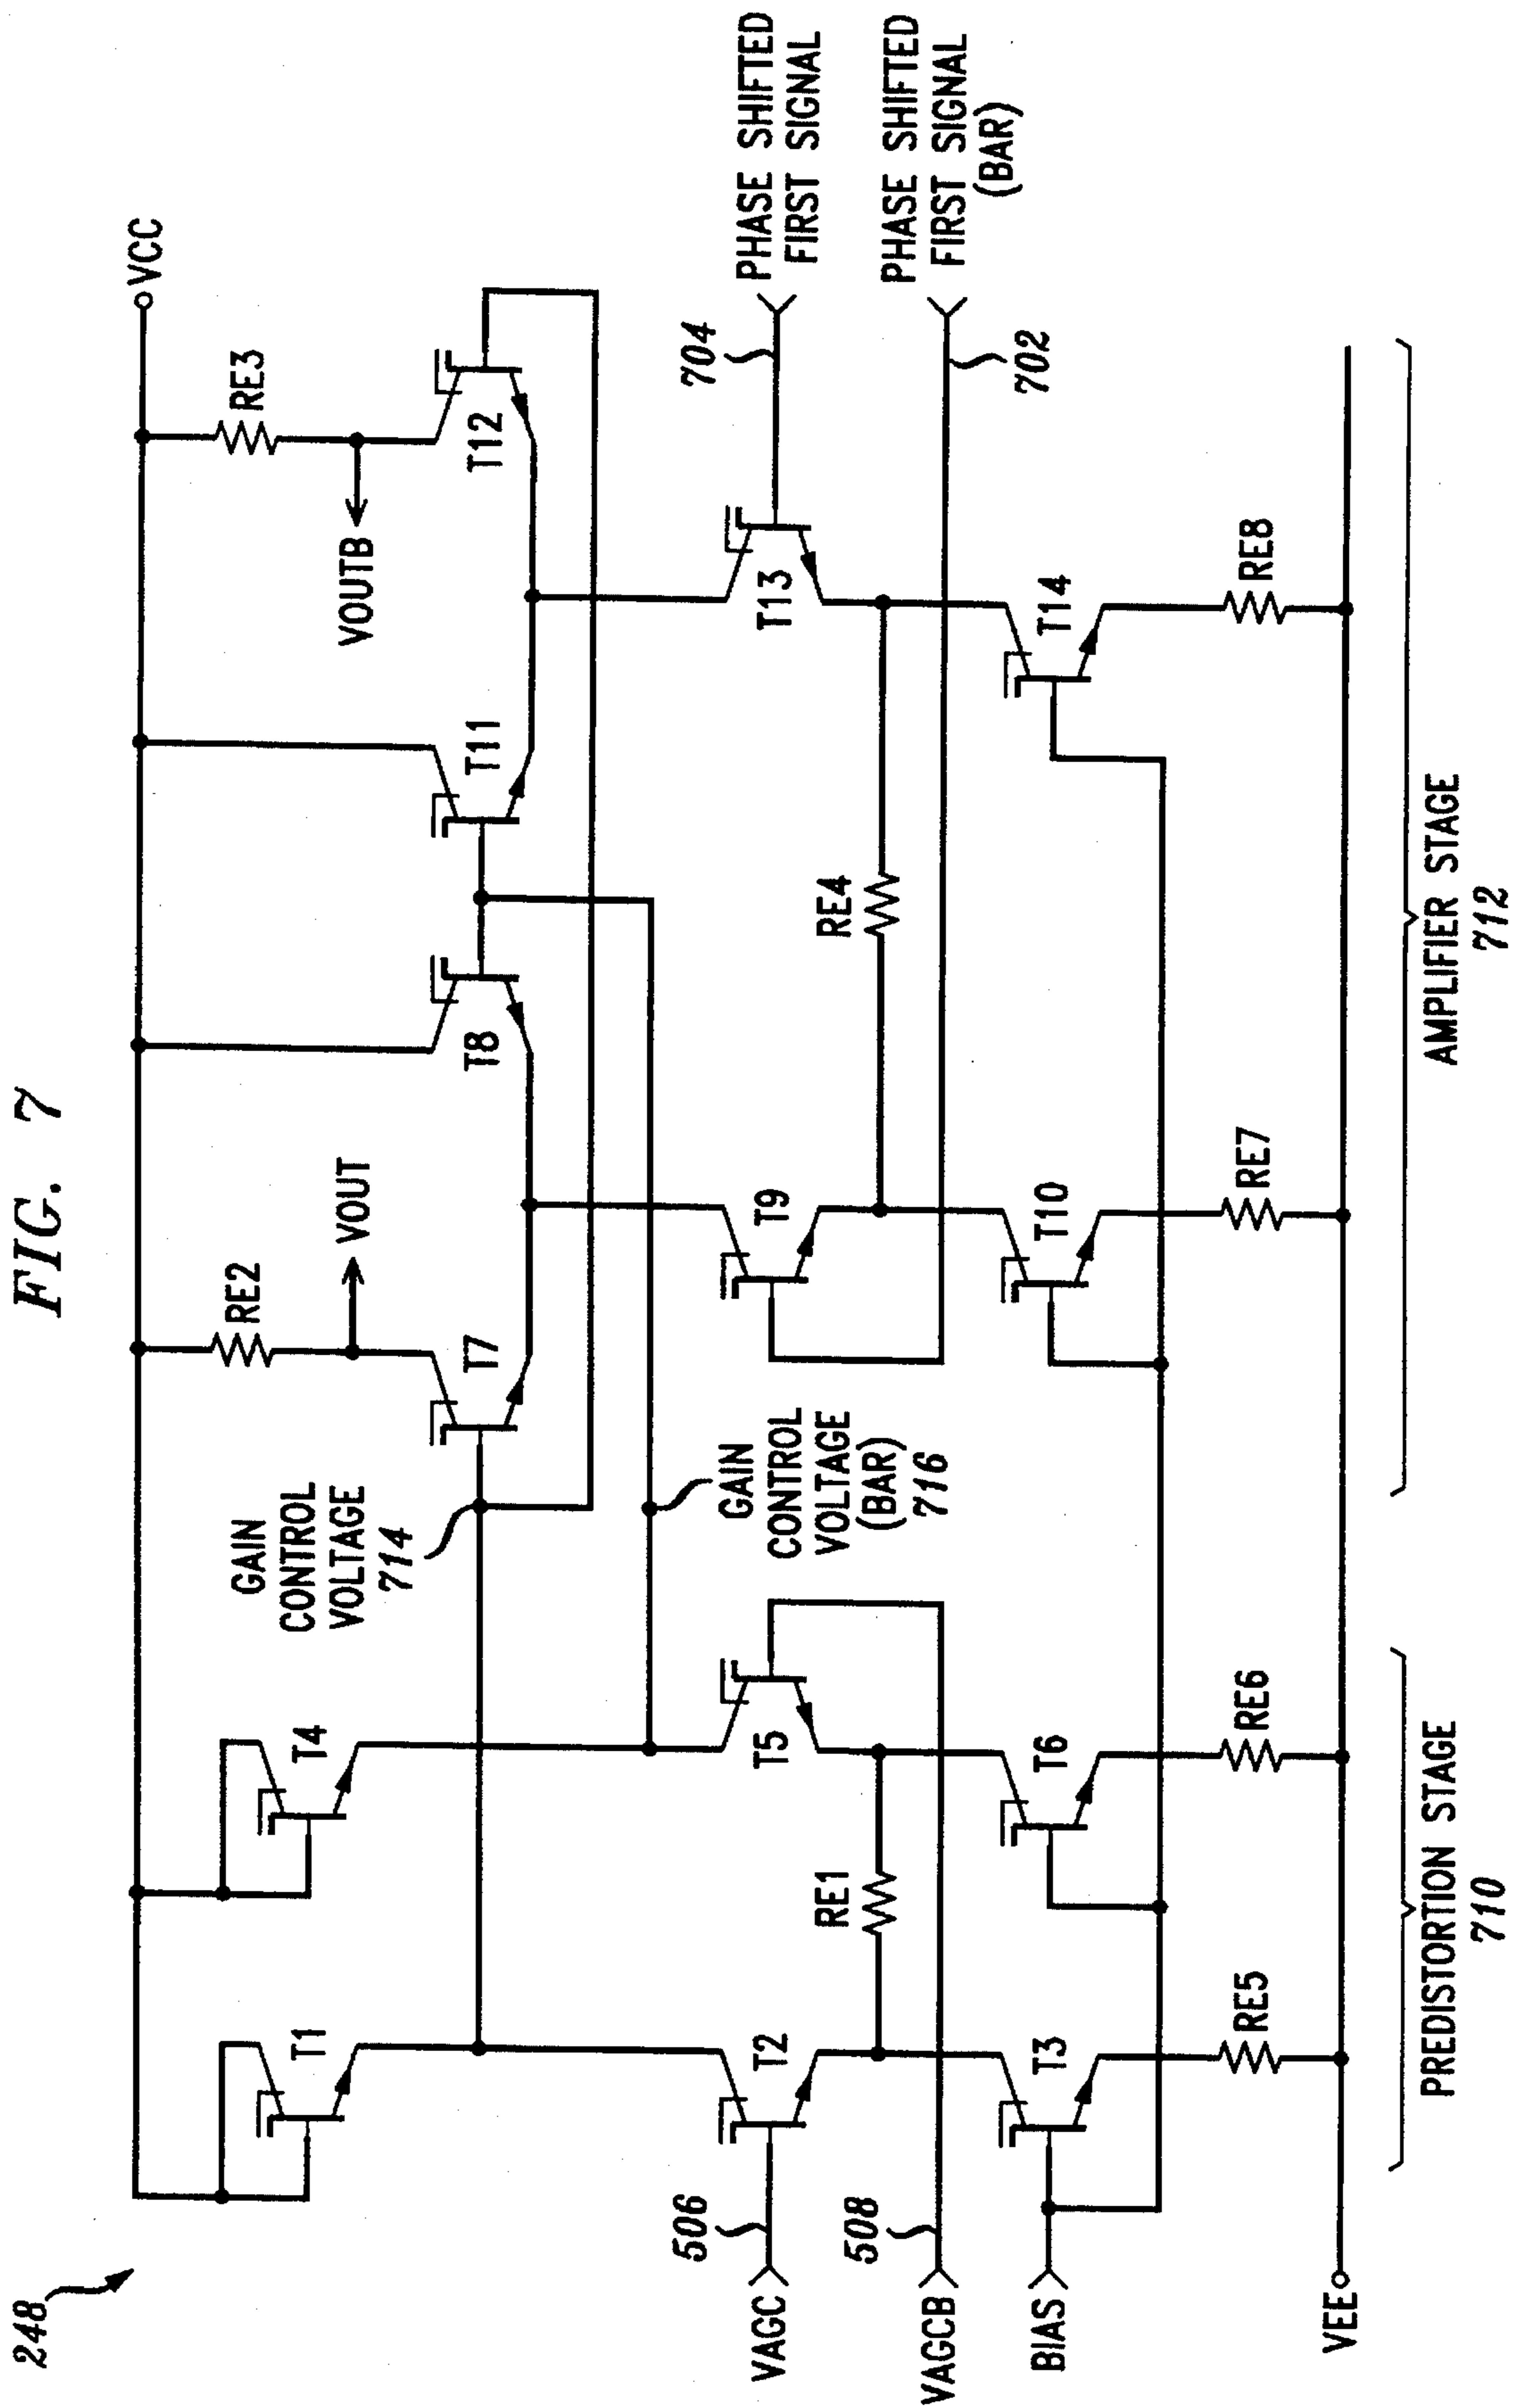 FIG. 7
248
VCC
RE2
VOUT
RE3
VOUTB
T1
T4
GAIN
CONTROL
VOLTAGE
714
T7
T8
T11
T12
506
VAGC
T2
T5
GAIN
CONTROL
VOLTAGE
(BAR)
716
T9
T13
704
PHASE SHIFTED
FIRST SIGNAL
508
VAGCB
RE1
RE4
702
PHASE SHIFTED
FIRST SIGNAL
(BAR)
BIAS
T3
T6
T10
T14
RE5
RE6
RE7
RE8
VEE
PREDISTORTION STAGE
710
AMPLIFIER STAGE
712